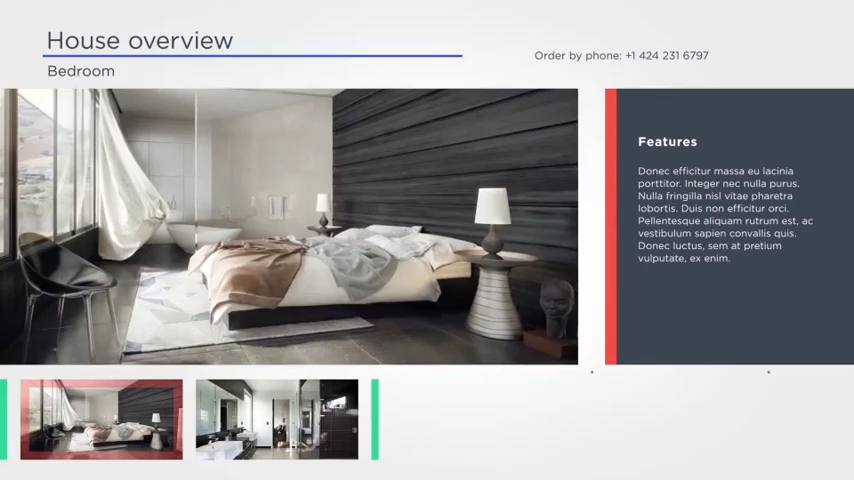 House overview
Order by phone: +1 424 231 6797
Bedroom
Features
Donec efficitur massa eu lacinia
porttitor. Integer nec nulla purus.
Nulla fringilla nisl vitae pharetra
lobortis. Duis non efficitur orci.
Pellentesque aliquam rutrum est, ac
vestibulum sapien convallis quis.
Donec luctus, sem at pretium
vulputate, ex enim.